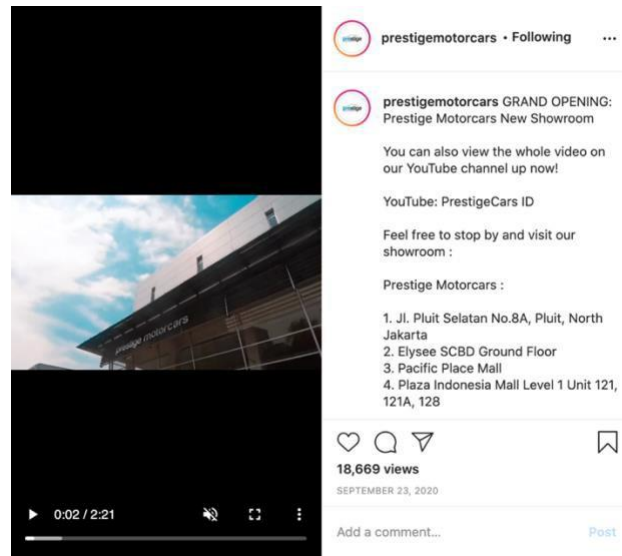 prestigemotorcars • Following
prestigemotorcars GRAND OPENING:
Prestige Motorcars New Showroom
You can also view the whole video on
our YouTube channel up now!
YouTube: PrestigeCars ID
Feel free to stop by and visit our
showroom :
Prestige Motorcars :
1. Jl. Pluit Selatan No.8A, Pluit, North
Jakarta
2. Elysee SCBD Ground Floor
3. Pacific Place Mall
4. Plaza Indonesia Mall Level 1 Unit 121,
121A, 128
18,669 views
SEPTEMBER 23, 2020
Add a comment...
Post
prestige motorcars
0:02 / 2:21
prestige
prestige